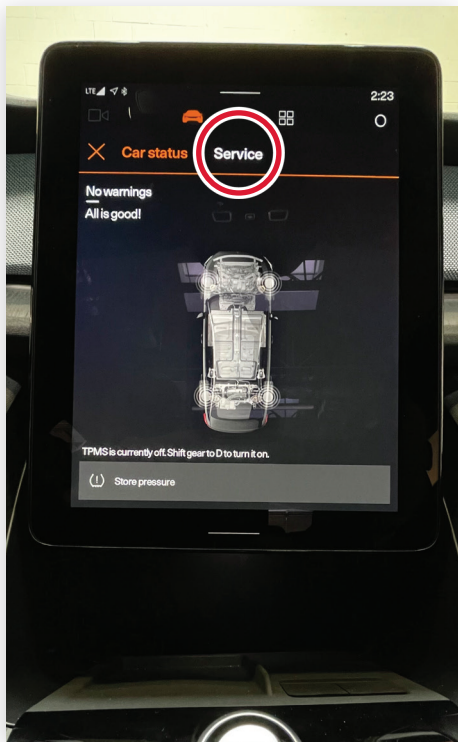 LTE 2:23
Car status Service
No warnings
All is good!
TPMS is currently off. Shift gear to D to turn it on.
Store pressure